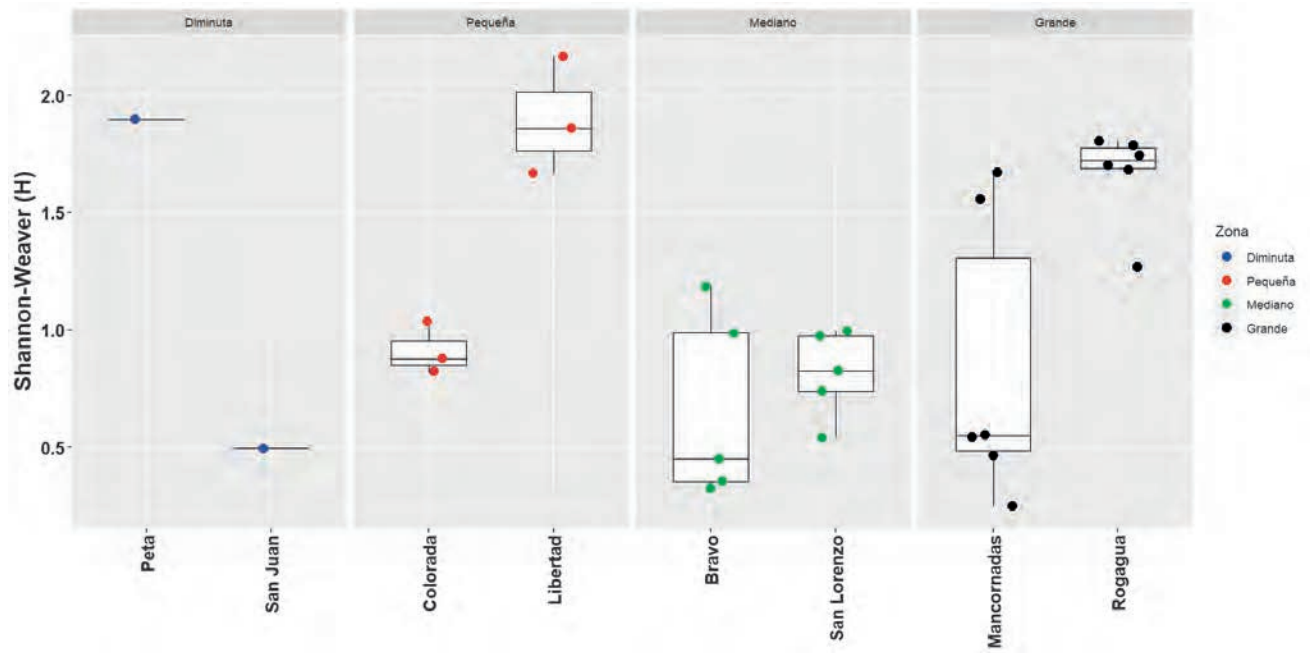 Diminuta
Pequeña
Mediano
Grande
Shannon-Weaver (H)
2.0
1.5
1.0
0.5
Zona
Diminuta
Pequeña
Mediano
Grande
Peta
San Juan
Colorada
Libertad
Bravo
San Lorenzo
Mancornadas
Rogagua